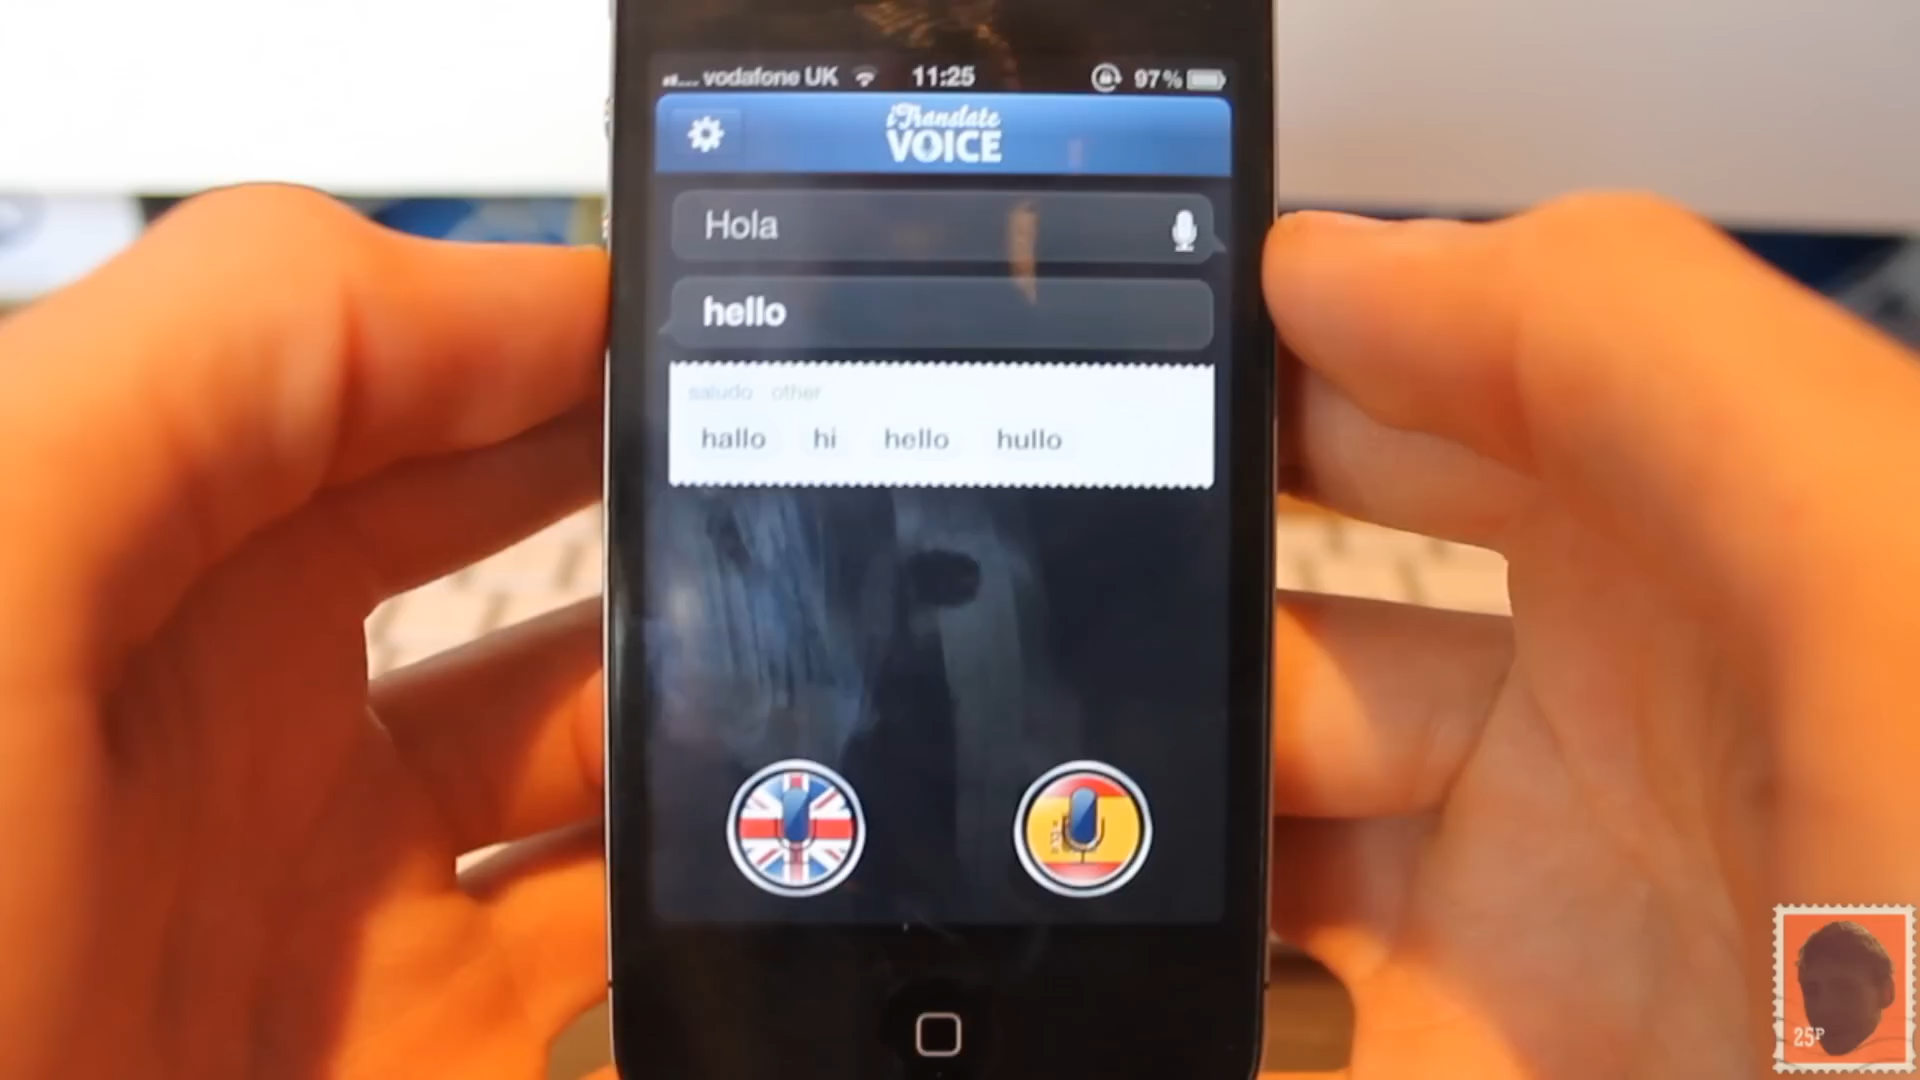 vodafone UK 11:25 97%
iTranslate
VOICE
Hola
hello
saludo other
hallo hi hello hullo
25P